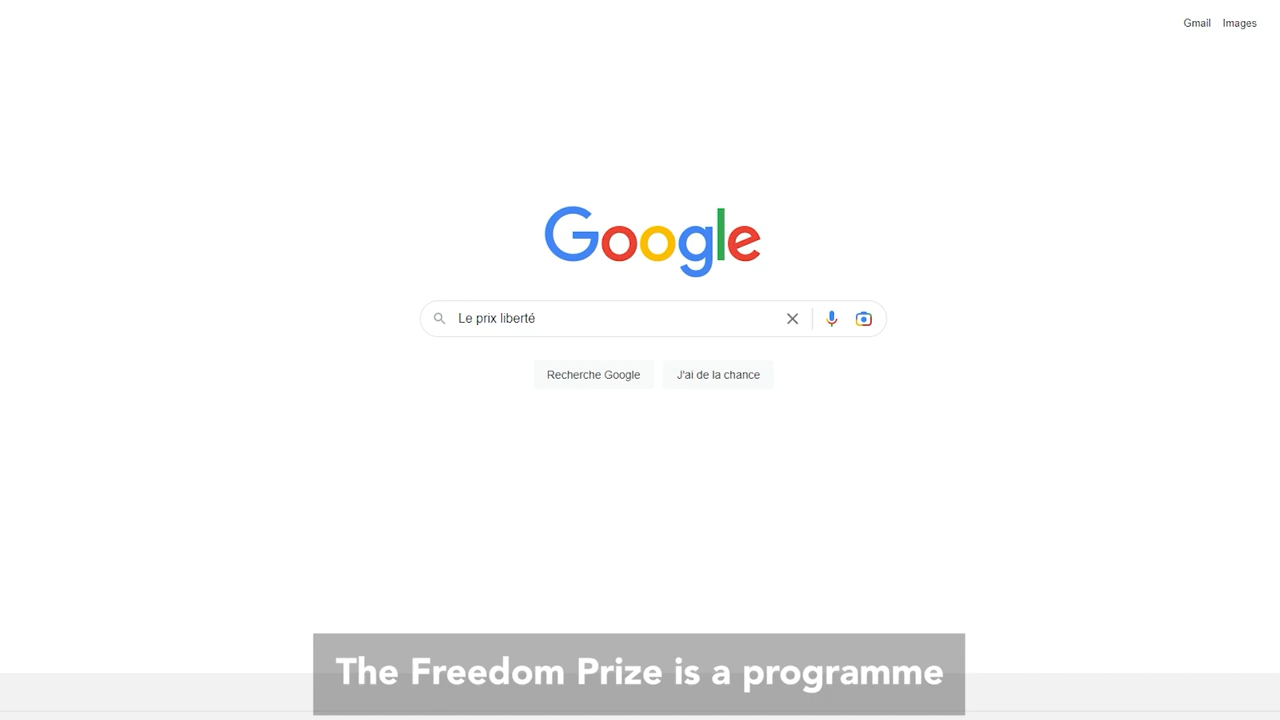 Gmail Images
Google
Le prix liberté
Recherche Google J'ai de la chance
The Freedom Prize is a programme